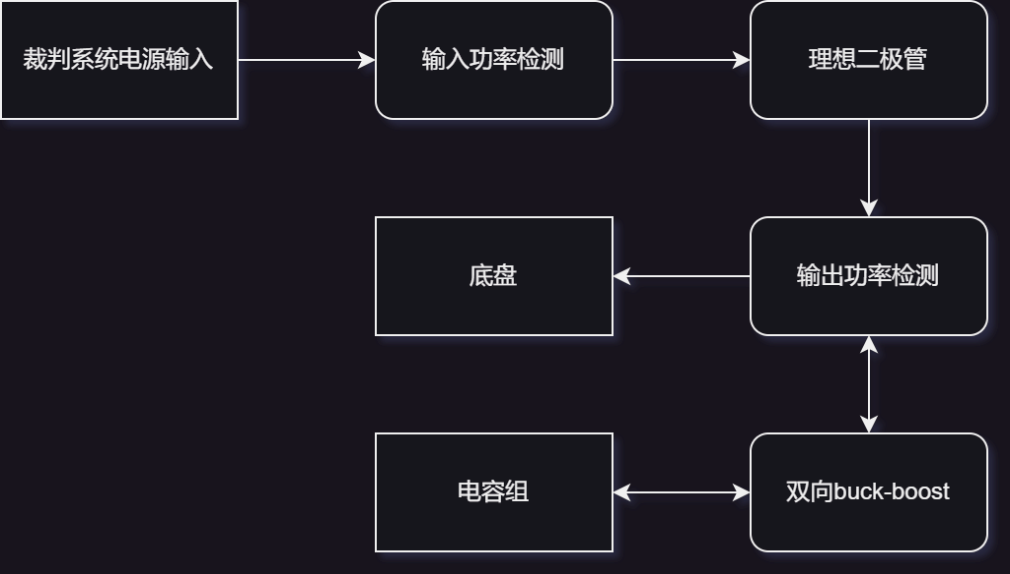 裁判系统电源输入
输入功率检测
理想二极管
底盘
输出功率检测
电容组
双向buck-boost